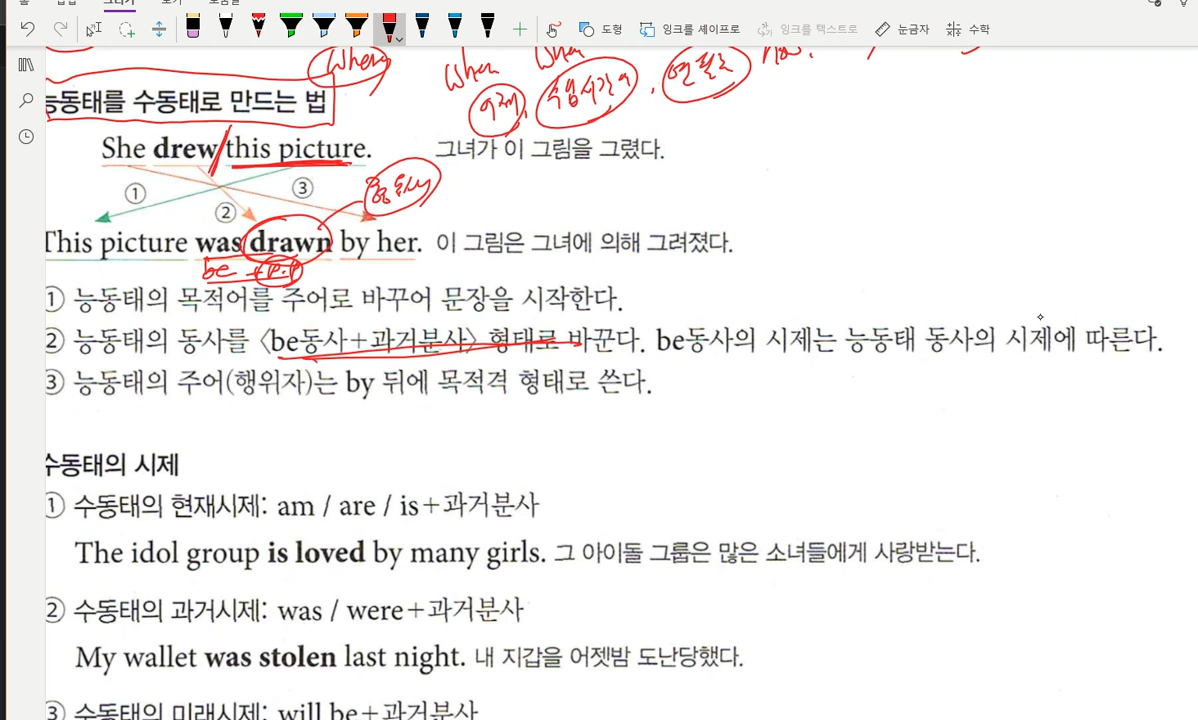 도형 잉크를 셰이프로 잉크를 텍스트로 눈금자 수학
where when when how.
어제, 수업시간에, 연필로
능동태를 수동태로 만드는 법
She drew this picture. 그녀가 이 그림을 그렸다.
① ② ③
This picture was drawn by her. 이 그림은 그녀에 의해 그려졌다.
be + p.p
① 능동태의 목적어를 주어로 바꾸어 문장을 시작한다.
② 능동태의 동사를 〈be동사+과거분사〉 형태로 바꾼다. be동사의 시제는 능동태 동사의 시제에 따른다.
③ 능동태의 주어(행위자)는 by 뒤에 목적격 형태로 쓴다.
수동태의 시제
① 수동태의 현재시제: am / are / is+과거분사
The idol group is loved by many girls. 그 아이돌 그룹은 많은 소녀들에게 사랑받는다.
② 수동태의 과거시제: was / were+과거분사
My wallet was stolen last night. 내 지갑을 어젯밤 도난당했다.
③ 수동태의 미래시제: will be+과거분사